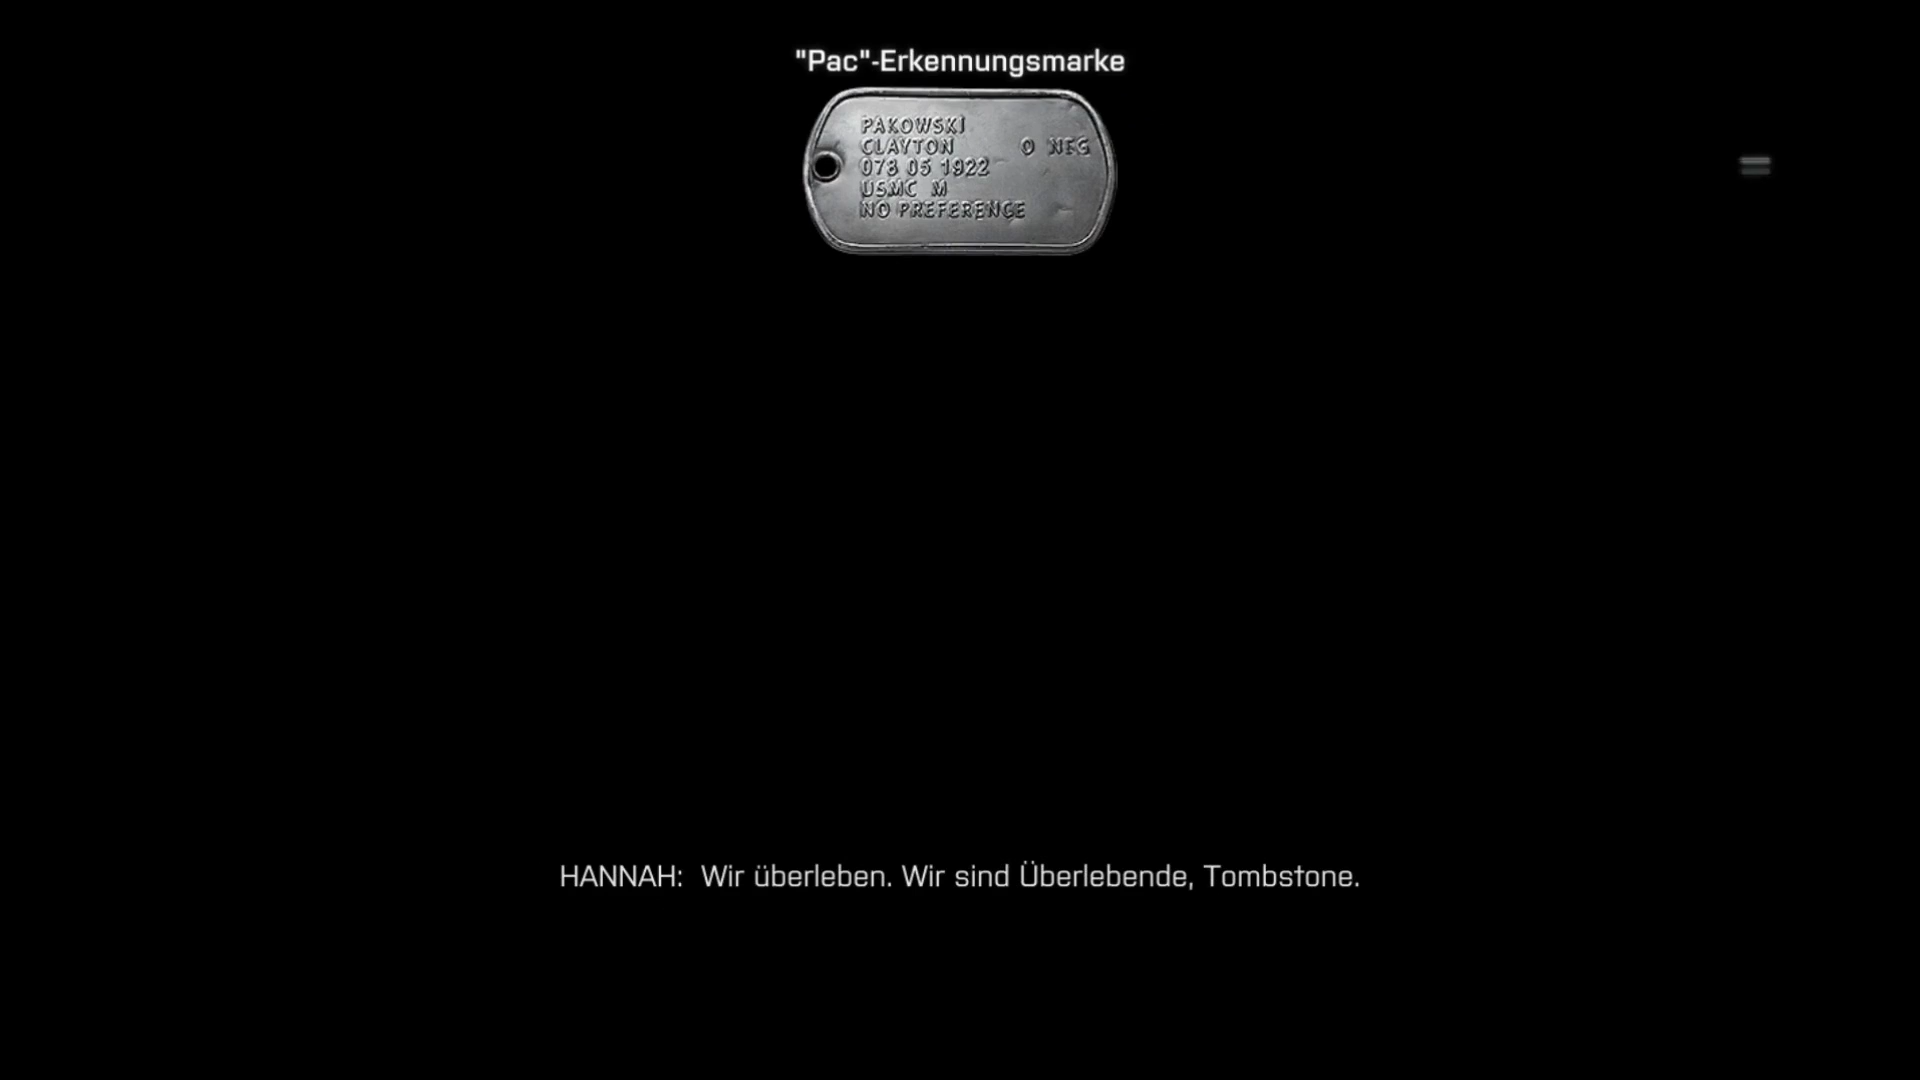 "Pac"-Erkennungsmarke
PAKOWSKI
CLAYTON O NEG
078 05 1922
USMC M
NO PREFERENCE
HANNAH: Wir überleben. Wir sind Überlebende, Tombstone.